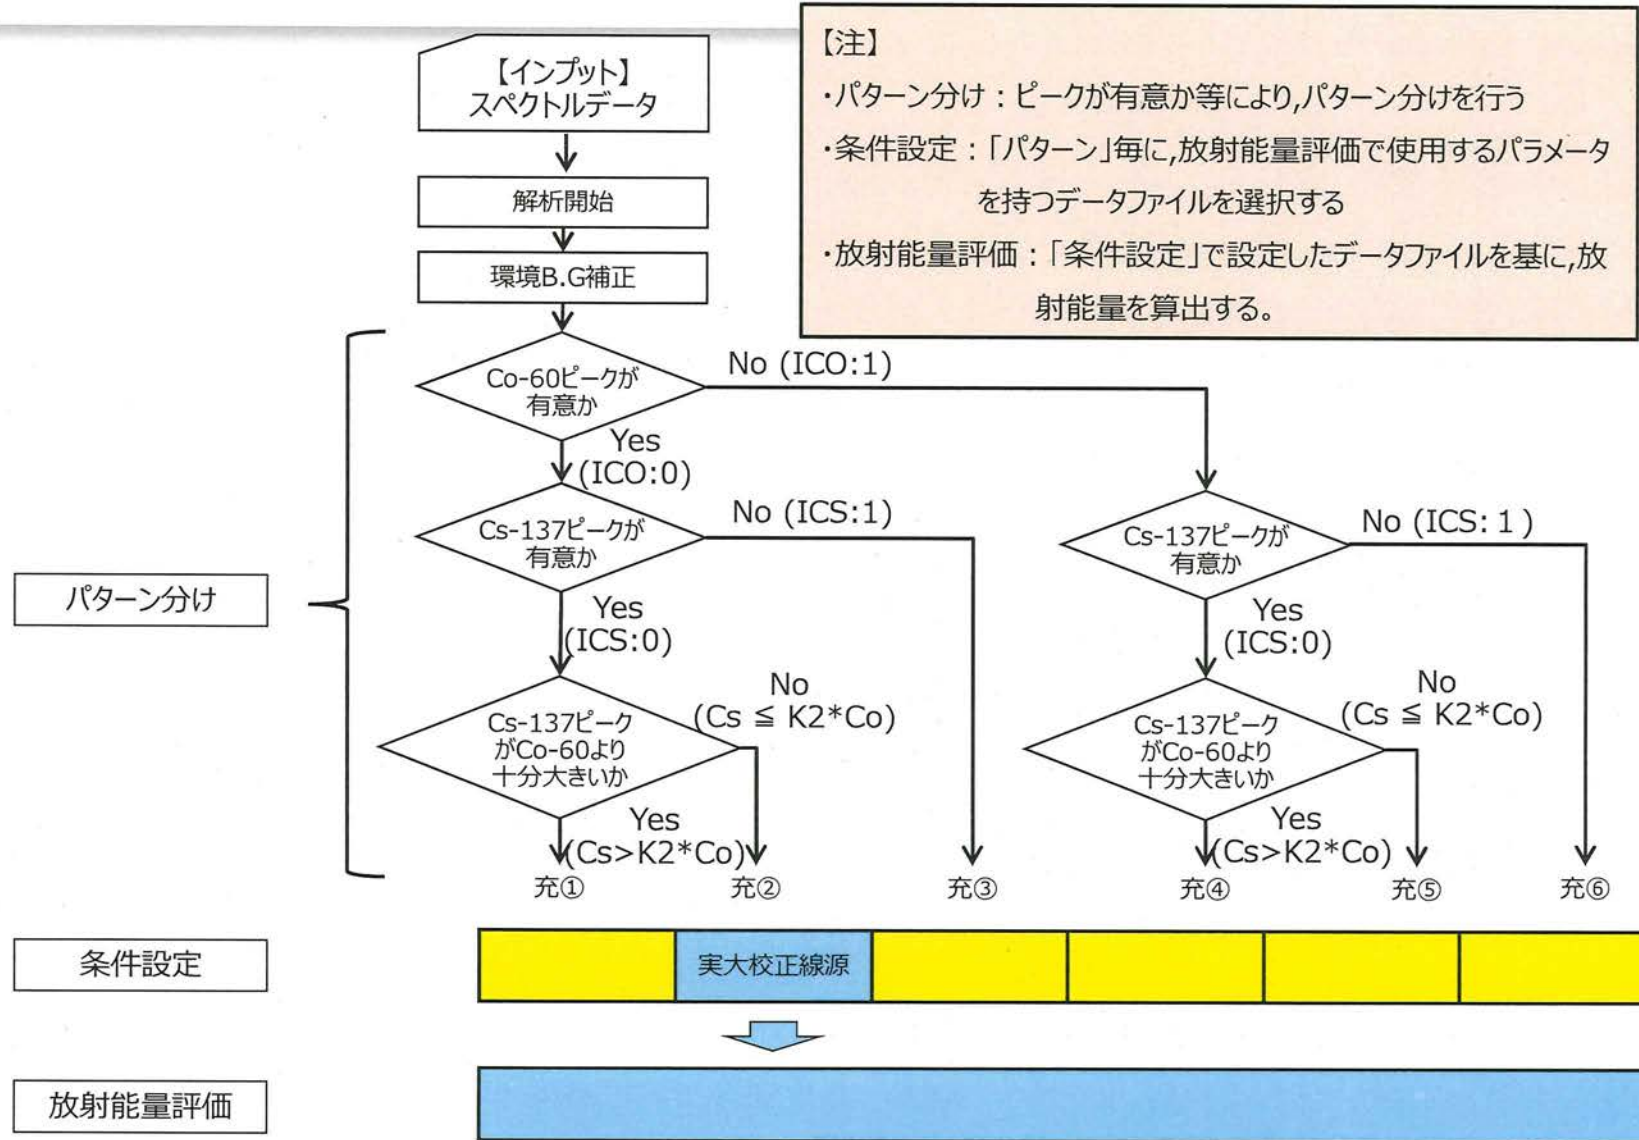 【インプット】
スペクトルデータ
解析開始
環境B.G補正
【注】
・パターン分け：ピークが有意か等により,パターン分けを行う
・条件設定：「パターン」毎に,放射能量評価で使用するパラメータ
を持つデータファイルを選択する
・放射能量評価：「条件設定」で設定したデータファイルを基に,放
射能量を算出する。
Co-60ピークが
有意か
No (ICO:1)
Yes
(ICO:0)
Cs-137ピークが
有意か
No (ICS:1)
Cs-137ピークが
有意か
No (ICS:１)
パターン分け
Yes
(ICS:0)
Yes
(ICS:0)
Cs-137ピーク
がCo-60より
十分大きいか
No
(Cs ≦ K2*Co)
Cs-137ピーク
がCo-60より
十分大きいか
No
(Cs ≦ K2*Co)
Yes
(Cs>K2*Co)
Yes
(Cs>K2*Co)
充①
充②
充③
充④
充⑤
充⑥
条件設定
実大校正線源
放射能量評価